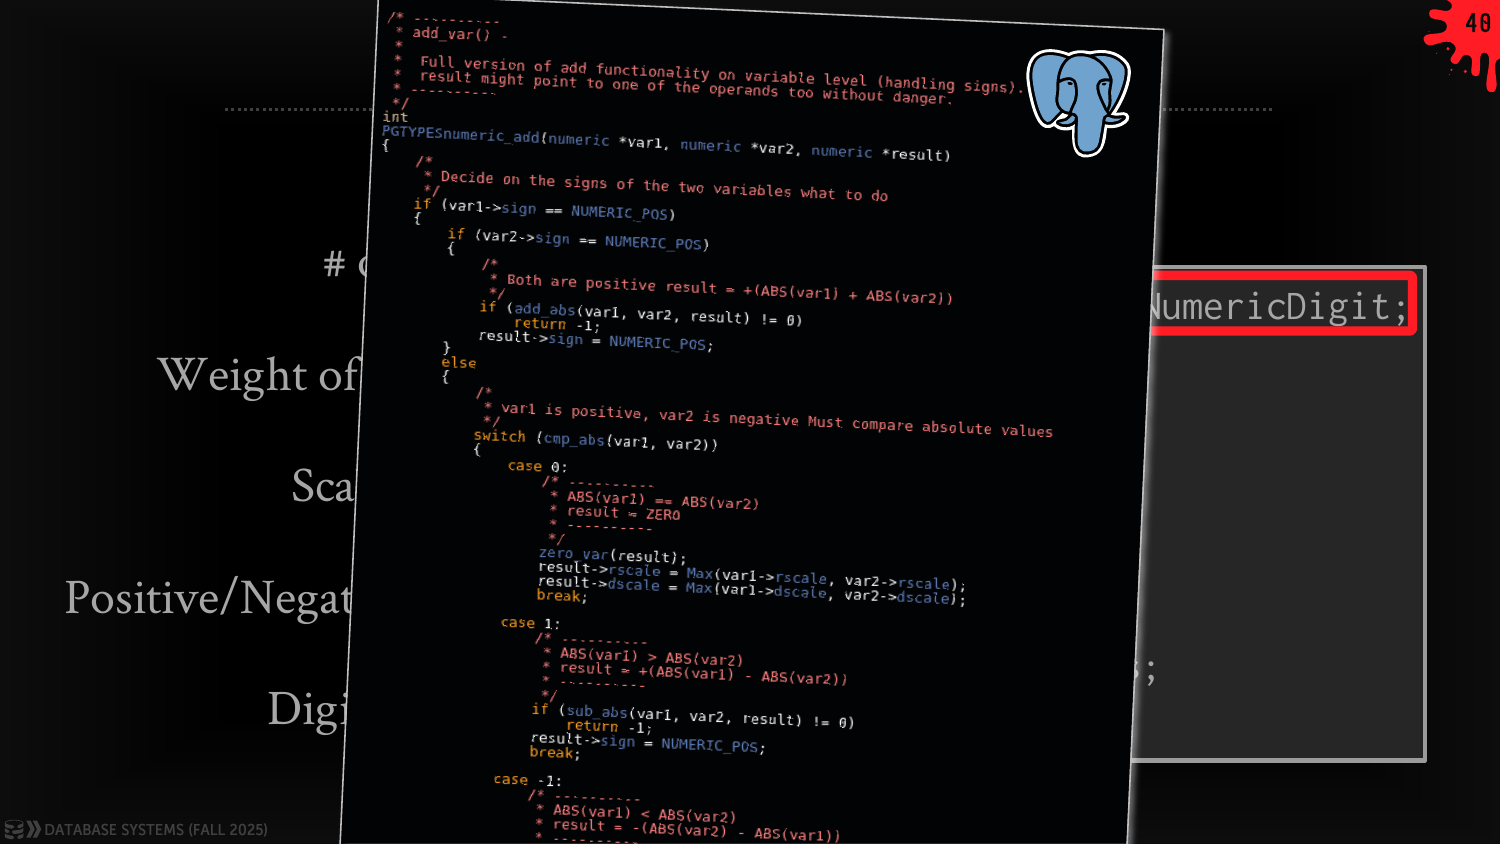 40
/* ----------
* add_var() -
*
* Full version of add functionality on variable level (handling signs).
* result might point to one of the operands too without danger.
* ----------
*/
int
PGTYPESnumeric_add(numeric *var1, numeric *var2, numeric *result)
{
/*
* Decide on the signs of the two variables what to do
*/
if (var1->sign == NUMERIC_POS)
{
if (var2->sign == NUMERIC_POS)
{
/*
* Both are positive result = +(ABS(var1) + ABS(var2))
*/
if (add_abs(var1, var2, result) != 0)
return -1;
result->sign = NUMERIC_POS;
}
else
{
/*
* var1 is positive, var2 is negative Must compare absolute values
*/
switch (cmp_abs(var1, var2))
{
case 0:
/* ----------
* ABS(var1) == ABS(var2)
* result = ZERO
* ----------
*/
zero_var(result);
result->rscale = Max(var1->rscale, var2->rscale);
result->dscale = Max(var1->dscale, var2->dscale);
break;
case 1:
/* ----------
* ABS(var1) > ABS(var2)
* result = +(ABS(var1) - ABS(var2))
* ----------
*/
if (sub_abs(var1, var2, result) != 0)
return -1;
result->sign = NUMERIC_POS;
break;
case -1:
/* ----------
* ABS(var1) < ABS(var2)
* result = -(ABS(var2) - ABS(var1))
* ----------
#
Weight of
Sca
Positive/Negat
Digi
NumericDigit;
;
DATABASE SYSTEMS (FALL 2025)